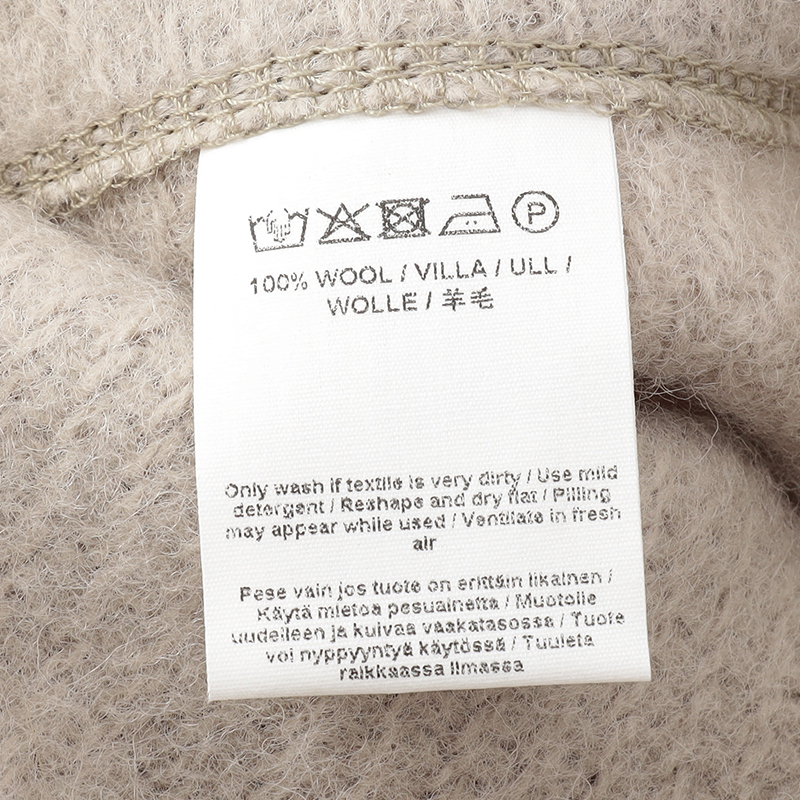 P
100% WOOL / VILLA / ULL /
WOLLE / 羊毛
Only wash if textile is very dirty / Use mild
detergent / Reshape and dry flat / Pilling
may appear while used / Ventilate in fresh
air
Pese vain jos tuote on erittäin likainen /
Käytä mietoa pesuainetta / Muotoile
uudelleen ja kuivaa vaakatasossa / Tuote
voi nyppyyntyä käytössä / Tuuleta
raikkaassa ilmassa